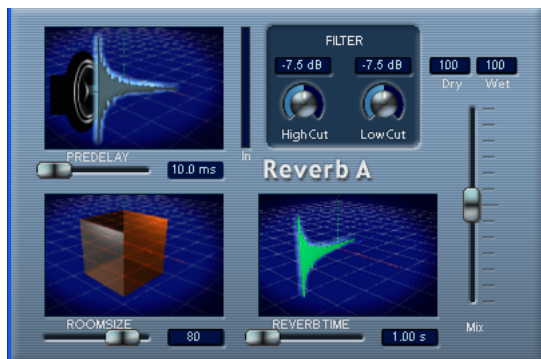 FILTER
-7.5 dB -7.5 dB
High Cut Low Cut
100 100
Dry Wet
PREDELAY
10.0 ms
In
Reverb A
ROOMSIZE
80
REVERB TIME
1.00 s
Mix